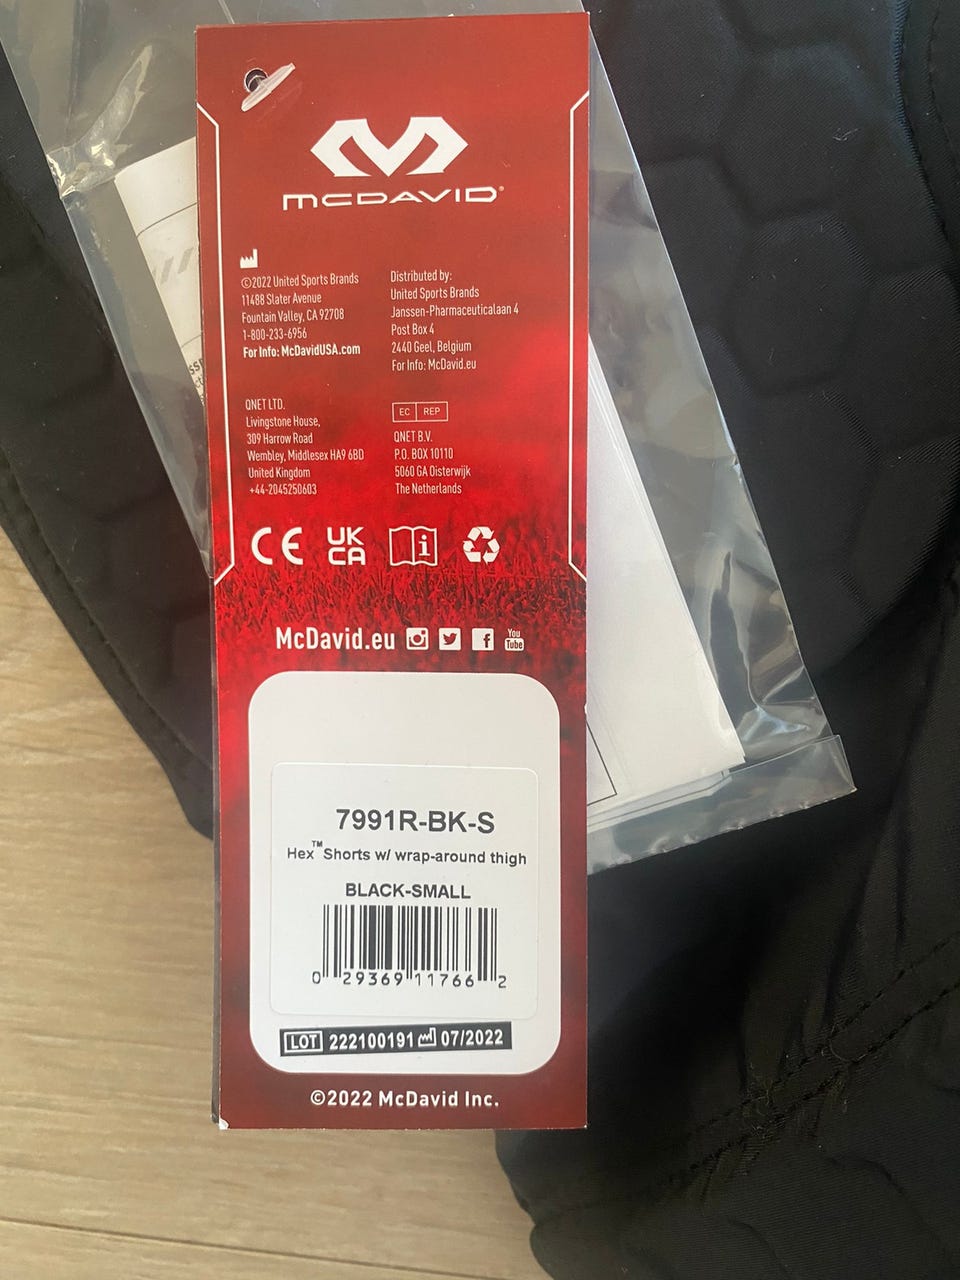 McDAVID
©2022 United Sports Brands
11488 Slater Avenue
Fountain Valley, CA 92708
1-800-233-6956
For Info: McDavidUSA.com
Distributed by:
United Sports Brands
Janssen-Pharmaceuticalaan 4
Post Box 4
2440 Geel, Belgium
For Info: McDavid.eu
QNET LTD.
Livingstone House,
309 Harrow Road
Wembley, Middlesex HA9 6BD
United Kingdom
+44-2045250603
EC REP
QNET B.V.
P.O. BOX 10110
5060 GA Oisterwijk
The Netherlands
CE
UK
CA
i
McDavid.eu
You
Tube
7991R-BK-S
Hex™ Shorts w/ wrap-around thigh
BLACK-SMALL
0 29369 11766 2
LOT 222100191 07/2022
©2022 McDavid Inc.